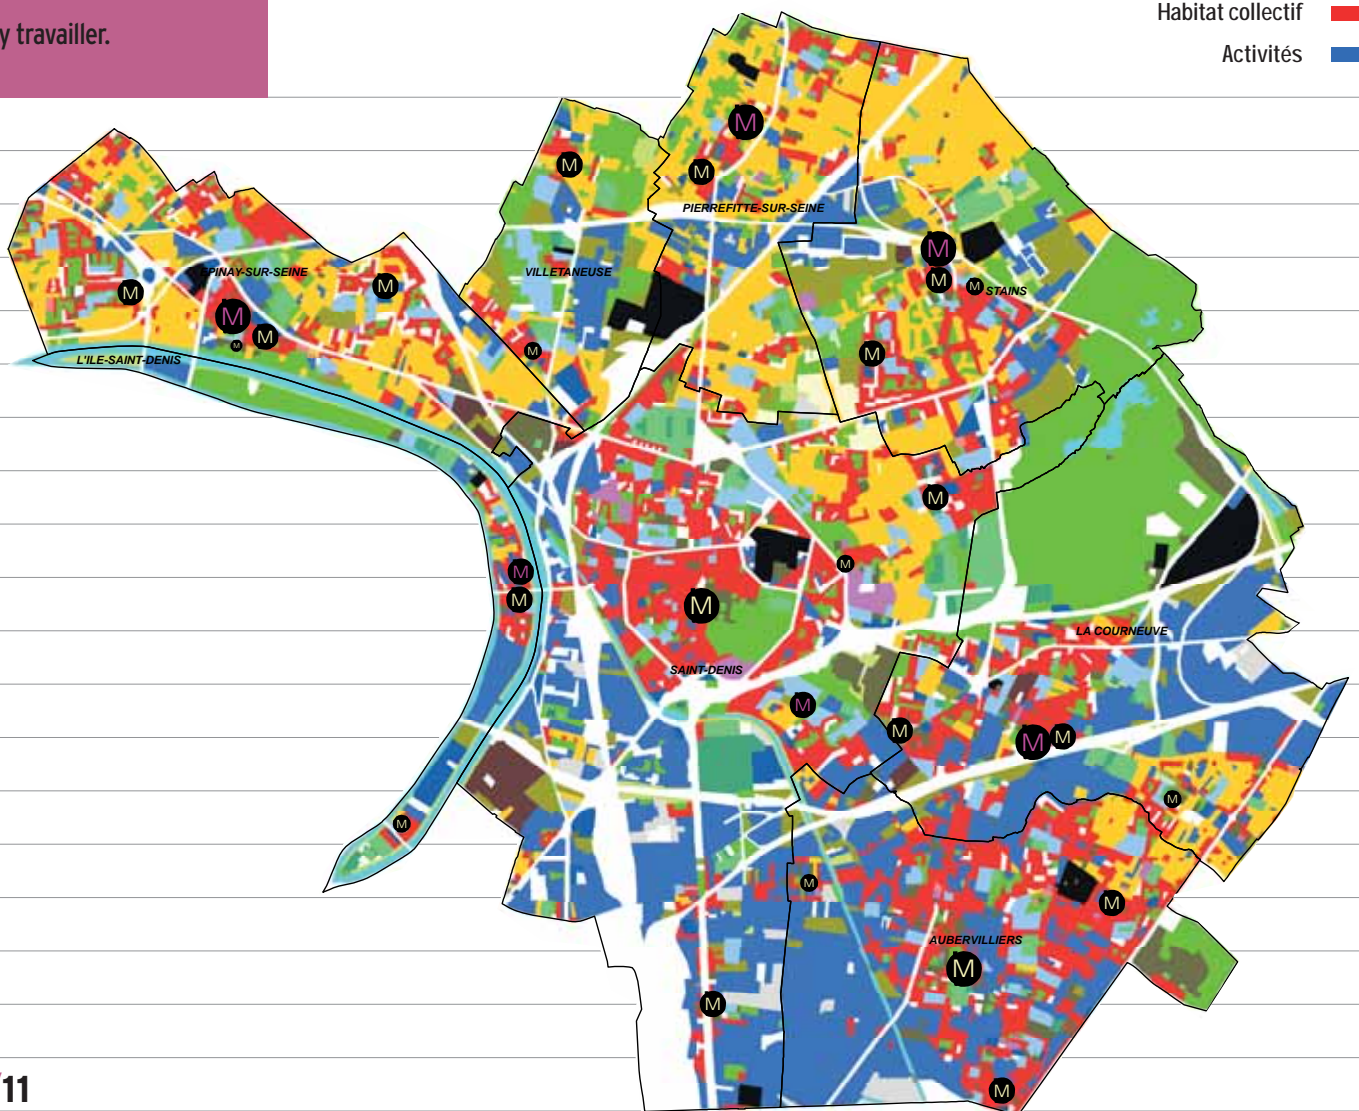 y travailler.
Habitat collectif
Activités
M
M
M
PIERREFITTE-SUR-SEINE
M
M
EPINAY-SUR-SEINE
VILLETANEUSE
M
M
M
M
STAINS
M
M
M
M
M
L'ILE-SAINT-DENIS
M
M
M
M
M
M
LA COURNEUVE
SAINT-DENIS
M
M
M
M
M
M
M
M
AUBERVILLIERS
M
M
M
11